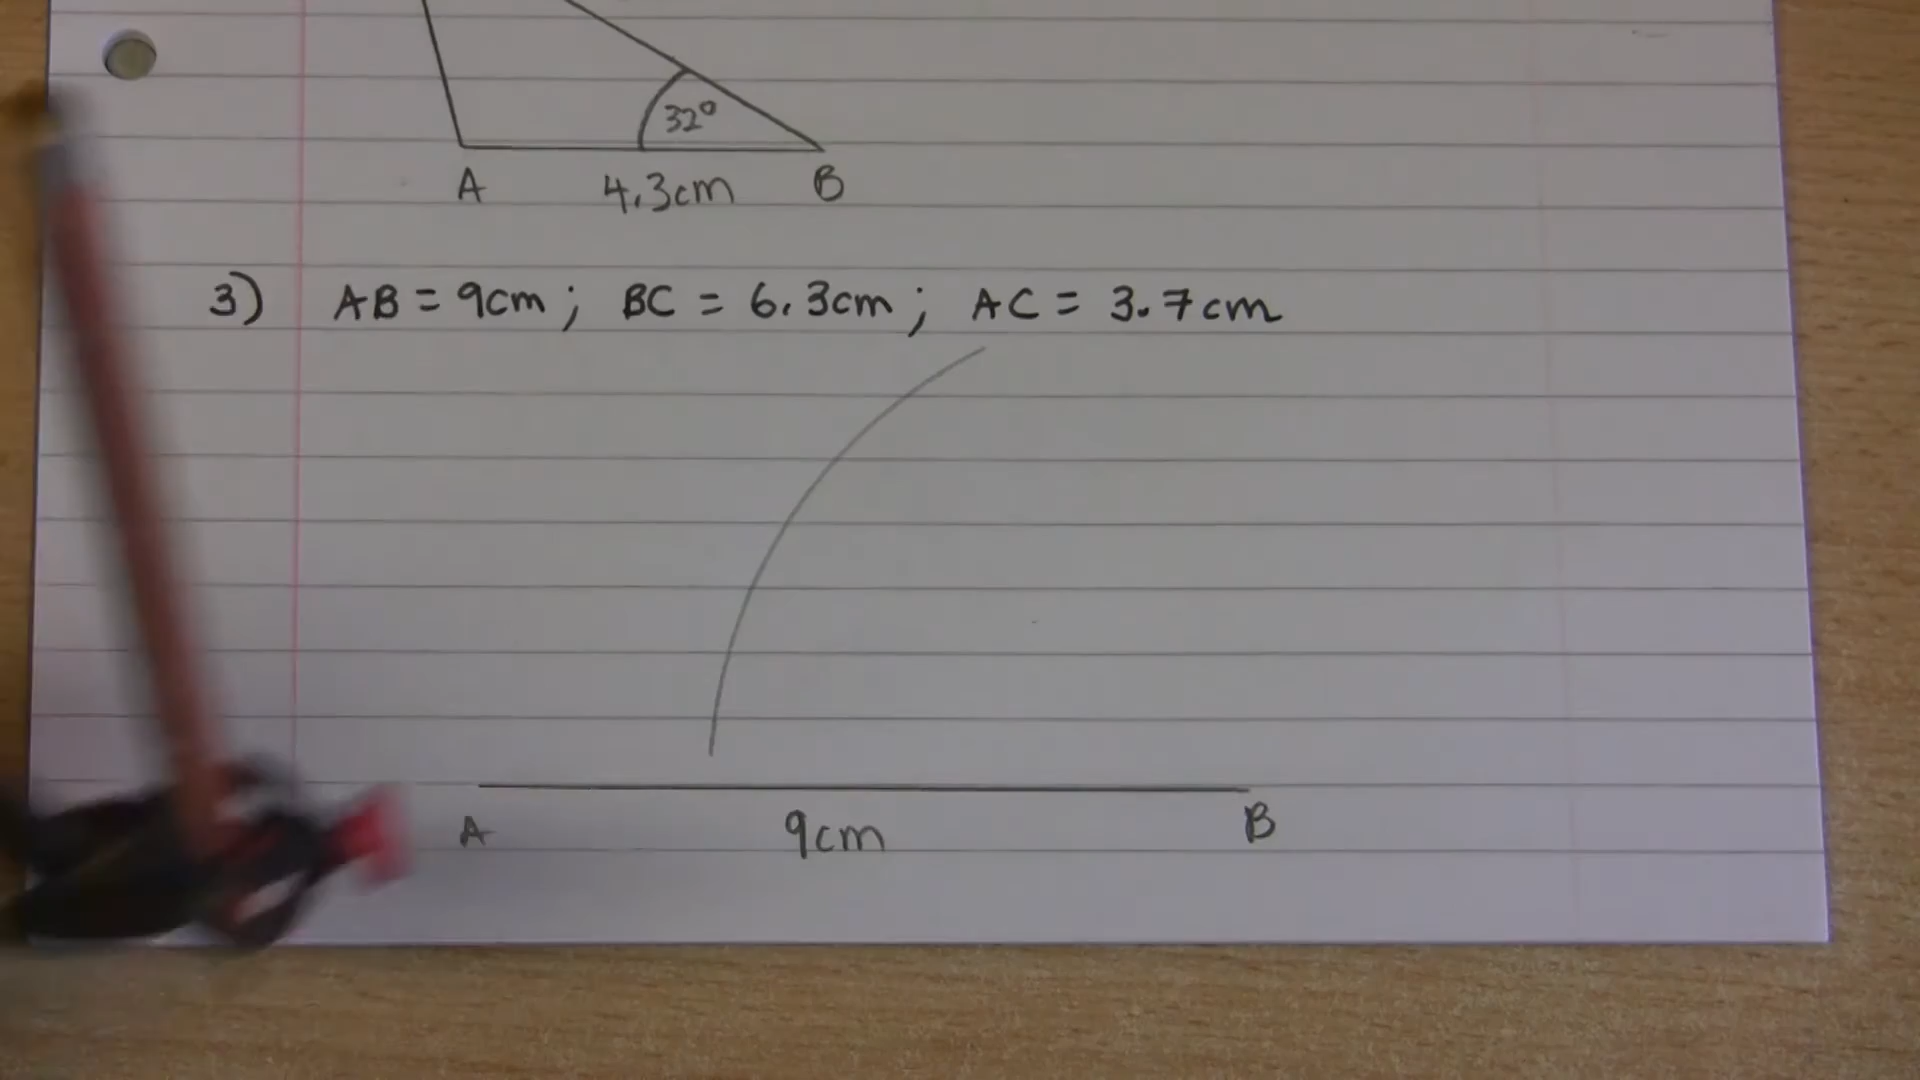 32°
A 4.3cm B
3) AB = 9cm ; BC = 6.3cm ; AC = 3.7cm
A 9cm B